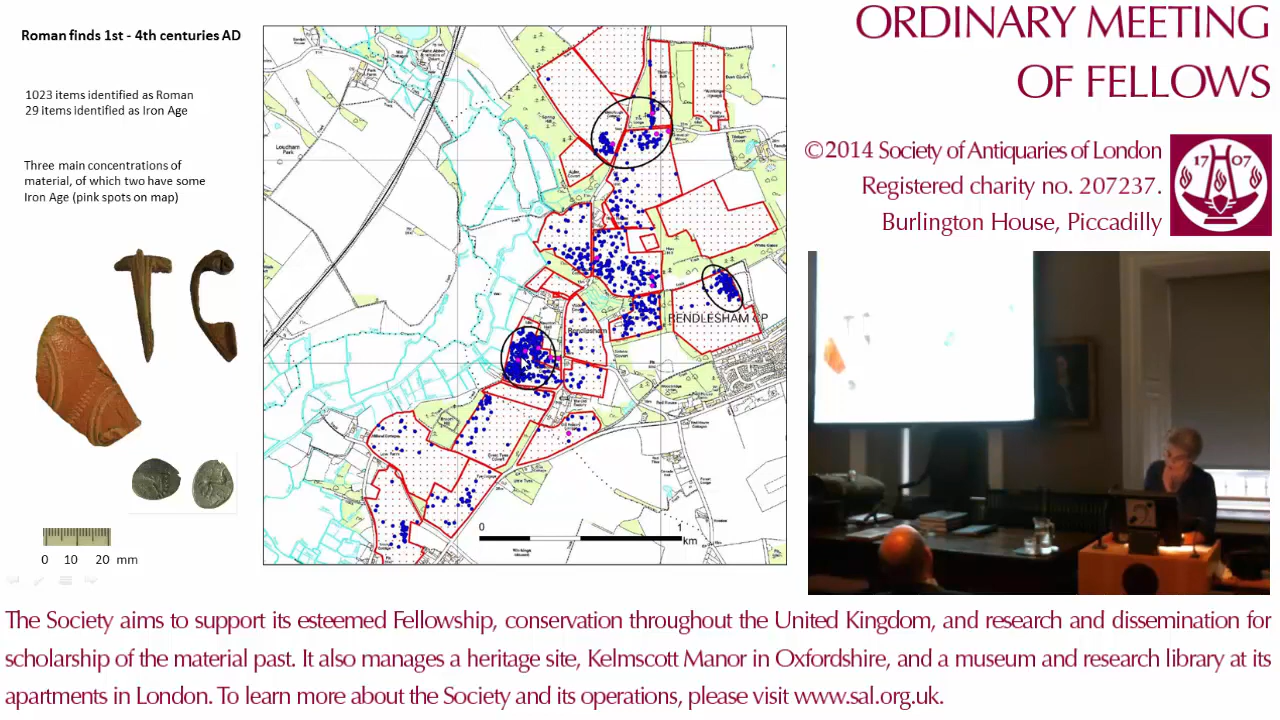 Roman finds 1st - 4th centuries AD
1023 items identified as Roman
29 items identified as Iron Age
Three main concentrations of
material, of which two have some
Iron Age (pink spots on map)
0 10 20 mm
Loudham
Park
Rendlesham
RENDLESHAM CP
0 1
km
ORDINARY MEETING
OF FELLOWS
©2014 Society of Antiquaries of London
Registered charity no. 207237.
Burlington House, Piccadilly
17 07
The Society aims to support its esteemed Fellowship, conservation throughout the United Kingdom, and research and dissemination for
scholarship of the material past. It also manages a heritage site, Kelmscott Manor in Oxfordshire, and a museum and research library at its
apartments in London. To learn more about the Society and its operations, please visit www.sal.org.uk.